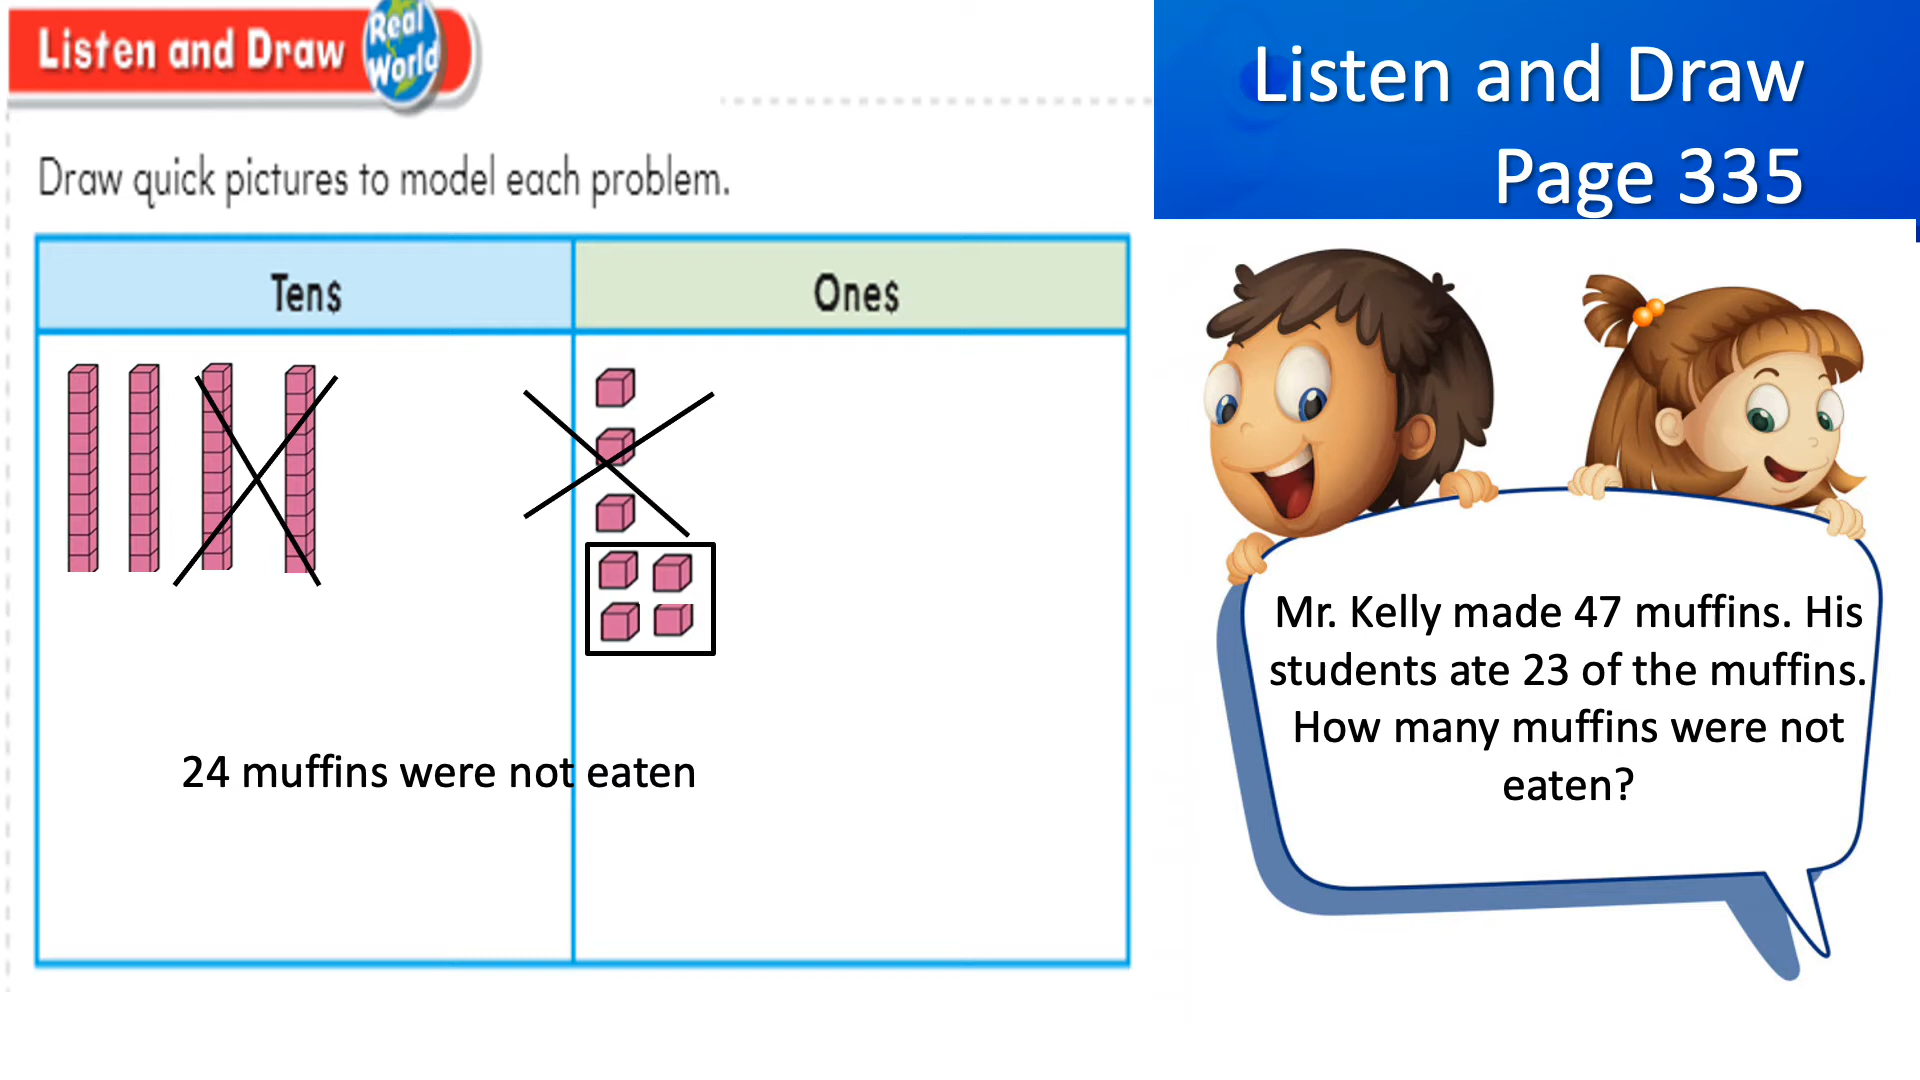 Listen and Draw
Real
World
Listen and Draw
Page 335
Draw quick pictures to model each problem.
Tens
Ones
24 muffins were not eaten
Mr. Kelly made 47 muffins. His
students ate 23 of the muffins.
How many muffins were not
eaten?